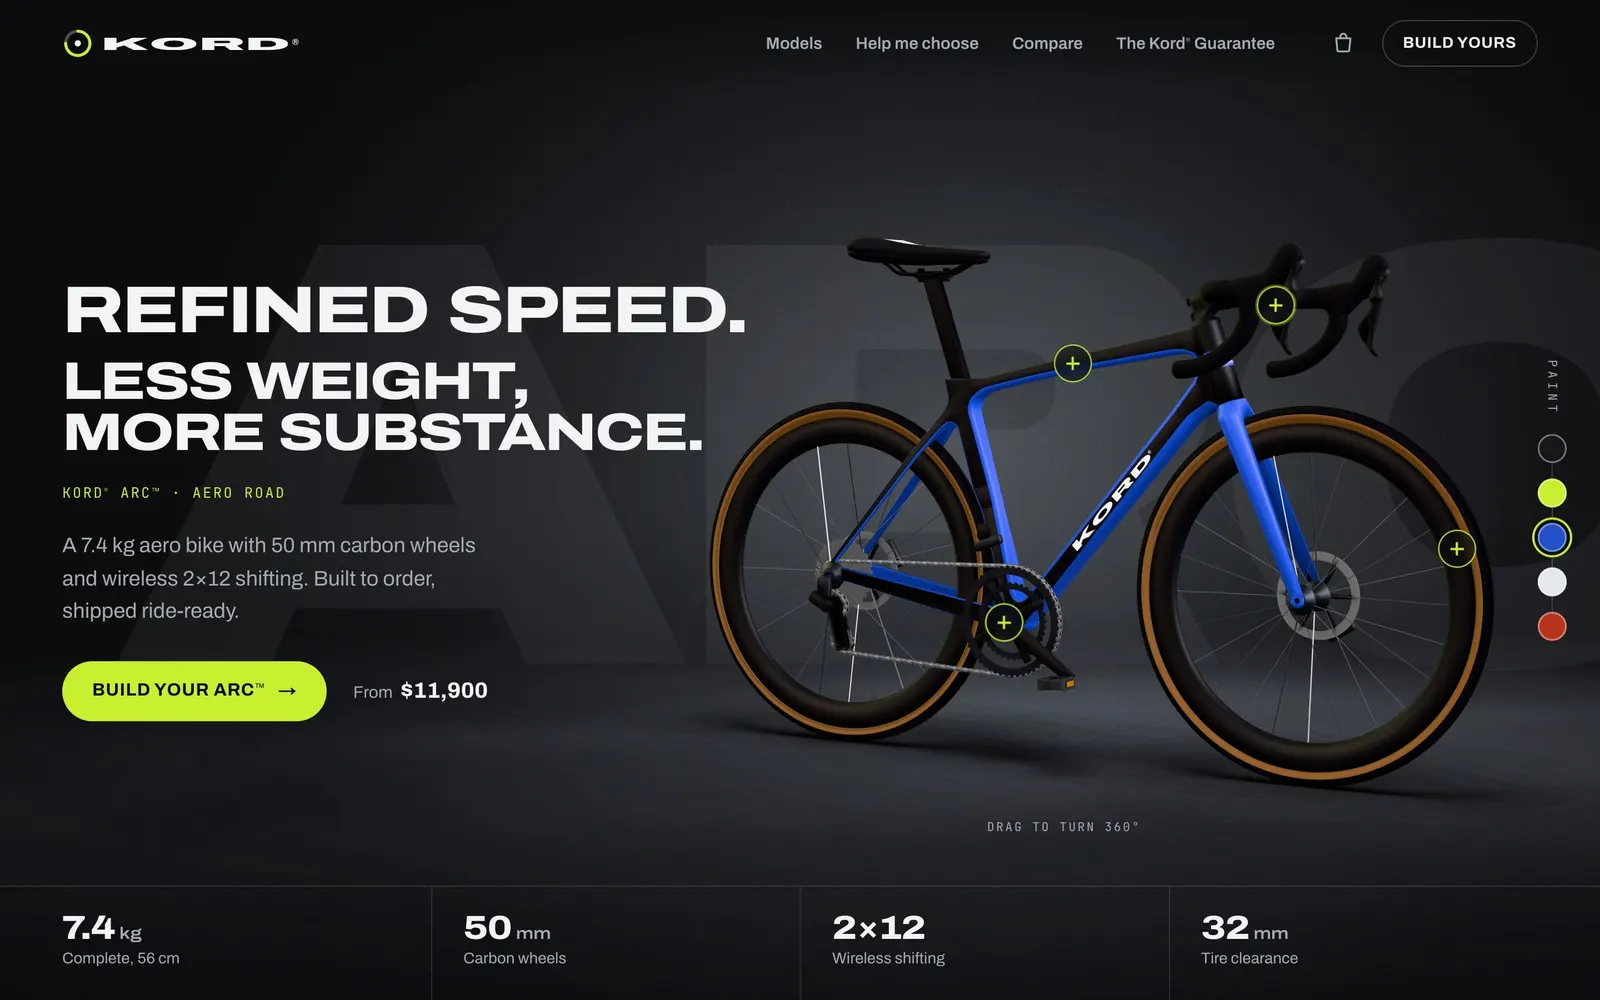 KORD®
Models
Help me choose
Compare
The Kord® Guarantee
BUILD YOURS
ARC
REFINED SPEED.
LESS WEIGHT,
MORE SUBSTANCE.
KORD® ARC™ · AERO ROAD
A 7.4 kg aero bike with 50 mm carbon wheels
and wireless 2×12 shifting. Built to order,
shipped ride-ready.
BUILD YOUR ARC™ →
From $11,900
KORD®
PAINT
DRAG TO TURN 360°
7.4 kg
Complete, 56 cm
50 mm
Carbon wheels
2×12
Wireless shifting
32 mm
Tire clearance